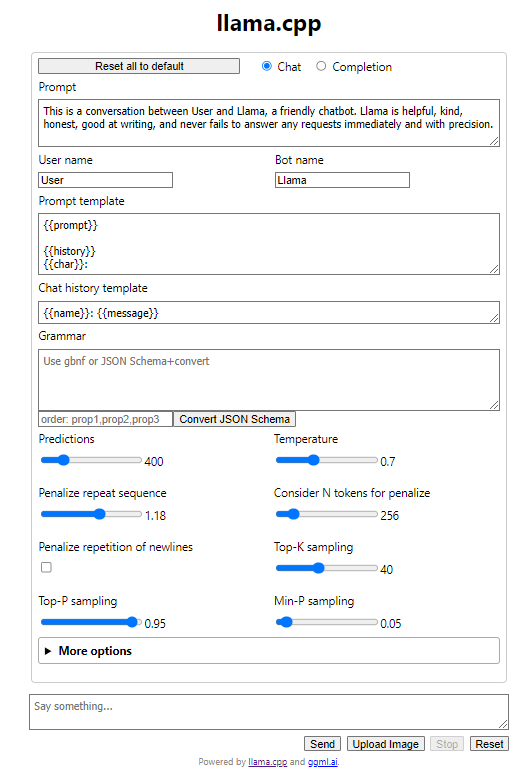 llama.cpp
Reset all to default
Chat
Completion
Prompt
This is a conversation between User and Llama, a friendly chatbot. Llama is helpful, kind,
honest, good at writing, and never fails to answer any requests immediately and with precision.
User name
Bot name
User
Llama
Prompt template
{{prompt}}
{{history}}
{{char}}:
Chat history template
{{name}}: {{message}}
Grammar
Use gbnf or JSON Schema+convert
order: prop1,prop2,prop3
Convert JSON Schema
Predictions
Temperature
400
0.7
Penalize repeat sequence
Consider N tokens for penalize
1.18
256
Penalize repetition of newlines
Top-K sampling
40
Top-P sampling
Min-P sampling
0.95
0.05
More options
Say something...
Send
Upload Image
Stop
Reset
Powered by llama.cpp and ggml.ai.